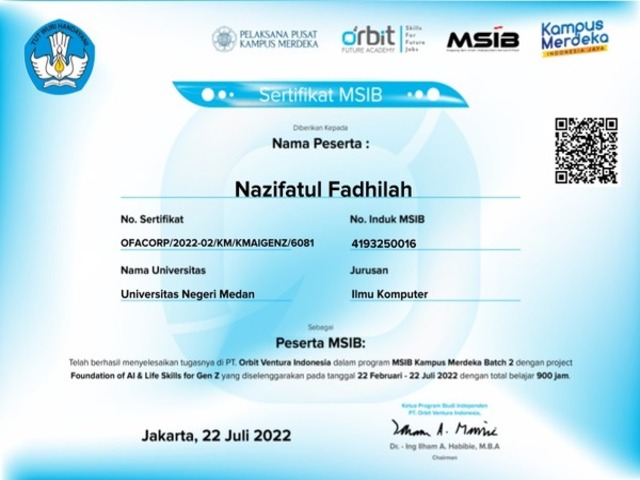 TUT WURI HANDAYANI
PELAKSANA PUSAT
KAMPUS MERDEKA
Orbit
FUTURE ACADEMY
Skills
For
Future
Jobs
MSIB
Kampus
Merdeka
INDONESIA JAYA
Sertifikat MSIB
Diberikan Kepada
Nama Peserta :
Nazifatul Fadhilah
No. Sertifikat
No. Induk MSIB
OFACORP/2022-02/KM/KMAIGENZ/6081
4193250016
Nama Universitas
Jurusan
Universitas Negeri Medan
Ilmu Komputer
Sebagai
Peserta MSIB:
Telah berhasil menyelesaikan tugasnya di PT. Orbit Ventura Indonesia dalam program MSIB Kampus Merdeka Batch 2 dengan project
Foundation of AI & Life Skills for Gen Z yang diselenggarakan pada tanggal 22 Februari - 22 Juli 2022 dengan total belajar 900 jam.
Ketua Program Studi Independen
PT. Orbit Ventura Indonesia,
Jakarta, 22 Juli 2022
Dr. - Ing Ilham A. Habibie, M.B.A
Chairman